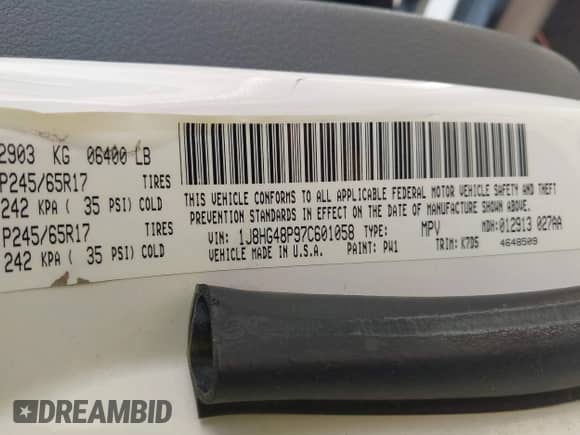 2903 KG 06400 LB
P245/65R17 TIRES
242 KPA ( 35 PSI) COLD
P245/65R17 TIRES
242 KPA ( 35 PSI) COLD
THIS VEHICLE CONFORMS TO ALL APPLICABLE FEDERAL MOTOR VEHICLE SAFETY AND THEFT
PREVENTION STANDARDS IN EFFECT ON THE DATE OF MANUFACTURE SHOWN ABOVE.
VIN: 1J8HG48P97C601058 TYPE: MPV MDH: 012913 027AA
VEHICLE MADE IN U.S.A. PAINT: PW1 TRIM: K7D5 4648509
DREAMBID